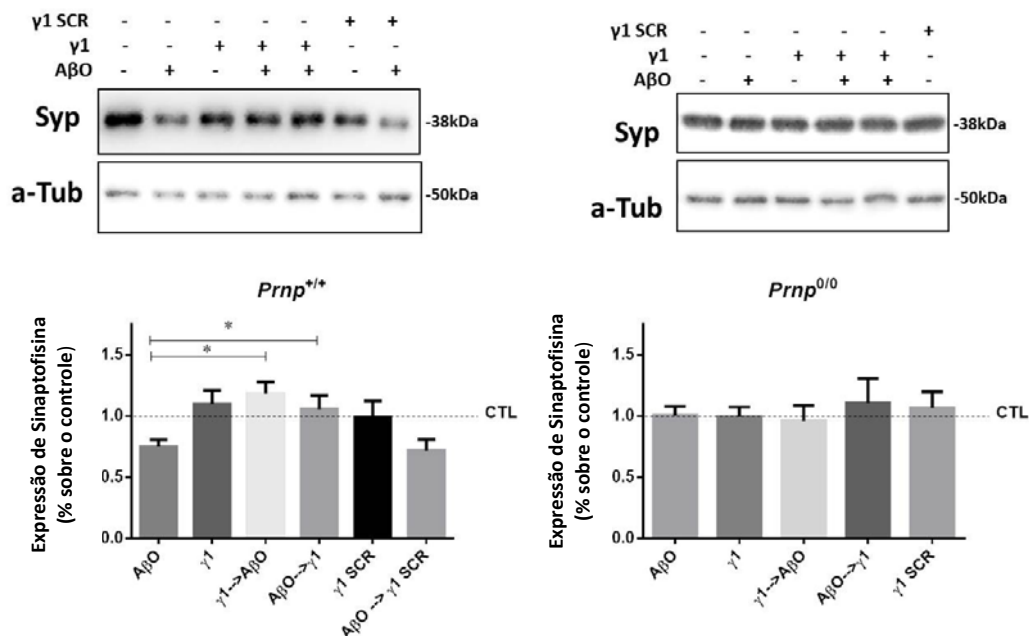 γ1 SCR - - - - - + +
γ1 - - + + + - -
AβO - + - + + - +
Syp
-38kDa
a-Tub
-50kDa
γ1 SCR - - - - - +
γ1 - - + + + -
AβO - + - + + -
Syp
-38kDa
a-Tub
-50kDa
Prnp+/+
Expressão de Sinaptofisina
(% sobre o controle)
1.5
1.0
0.5
0.0
*
*
CTL
AβO
γ1
γ1-->AβO
AβO-->γ1
γ1 SCR
AβO --> γ1 SCR
Prnp0/0
Expressão de Sinaptofisina
(% sobre o controle)
1.5
1.0
0.5
0.0
CTL
AβO
γ1
γ1-->AβO
AβO-->γ1
γ1 SCR